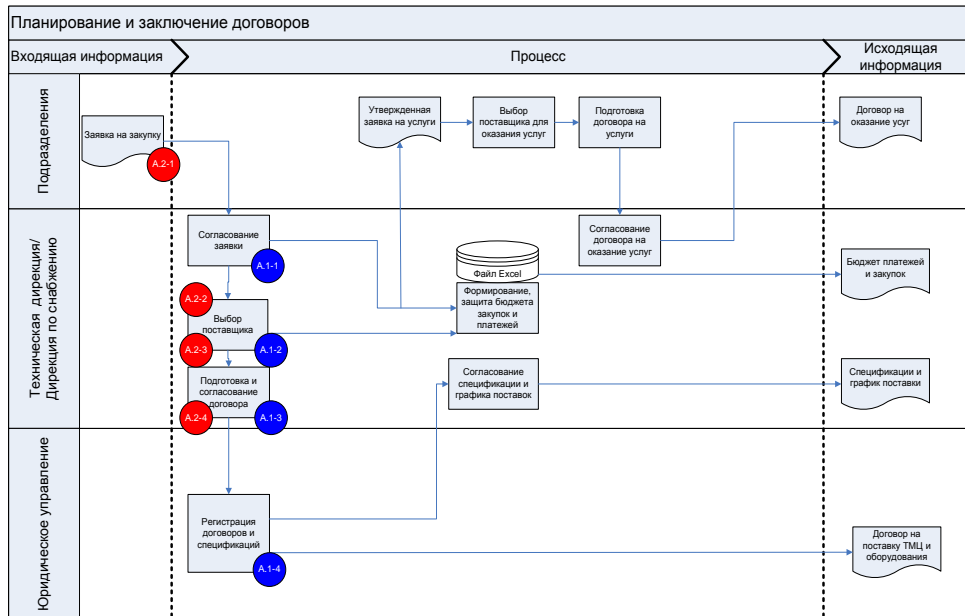 Планирование и заключение договоров
Входящая информация
Процесс
Исходящая
информация
Подразделения
Заявка на закупку
А.2-1
Утвержденная
заявка на услуги
Выбор
поставщика для
оказания услуг
Подготовка
договора на
услуги
Договор на
оказание усуг
Техническая дирекция/
Дирекция по снабжению
Согласование
заявки
А.1-1
Согласование
договора на
оказание услуг
Файл Excel
Формирование,
защита бюджета
закупок и
платежей
Бюджет платежей
и закупок
А.2-2
Выбор
поставщика
А.2-3
А.1-2
Подготовка и
согласование
договора
А.2-4
А.1-3
Согласование
спецификации и
графика поставок
Спецификации и
график поставки
Юридическое управление
Регистрация
договоров и
спецификаций
А.1-4
Договор на
поставку ТМЦ и
оборудования